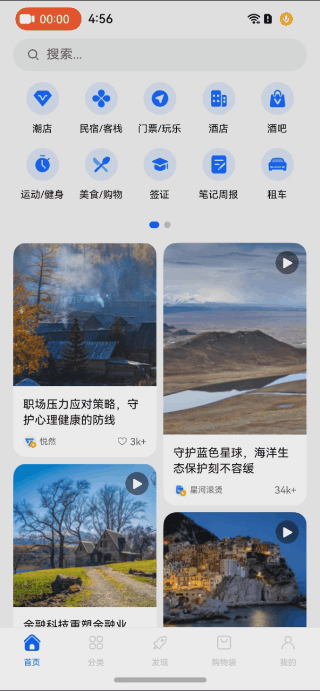 00:00 4:56
搜索...
潮店 民宿/客栈 门票/玩乐 酒店 酒吧
运动/健身 美食/购物 签证 笔记周报 租车
职场压力应对策略，守
护心理健康的防线
悦然 3k+
守护蓝色星球，海洋生
态保护刻不容缓
星河滚烫 34k+
金融科技重塑金融业
首页 分类 发现 购物袋 我的